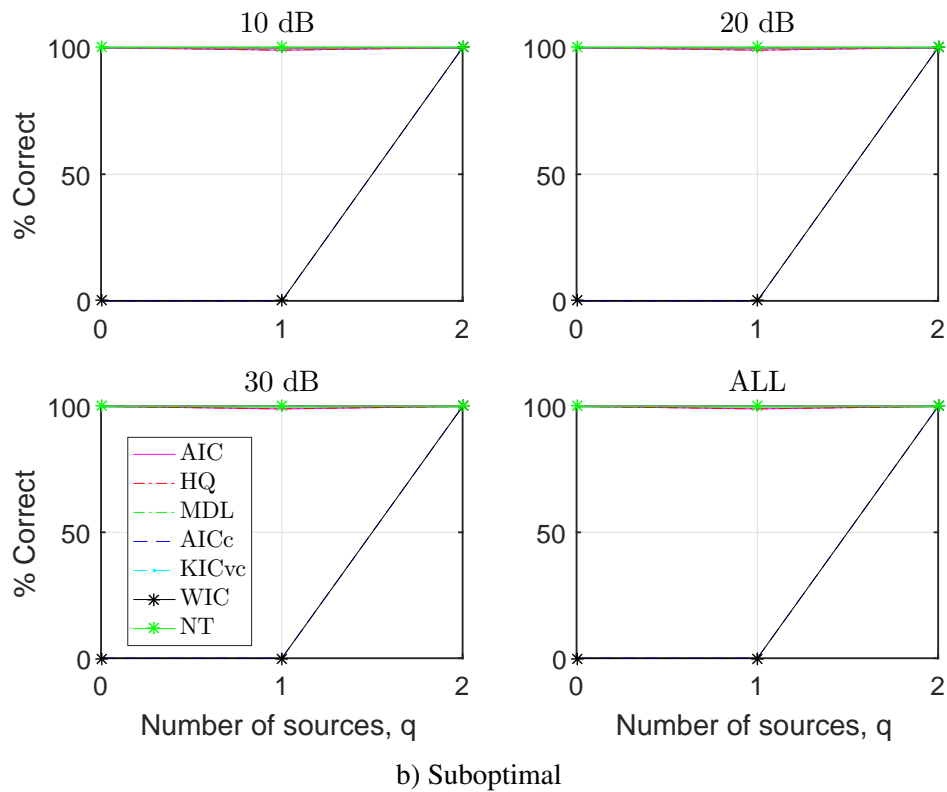 10 dB
20 dB
100
50
0
% Correct
0 1 2
100
50
0
% Correct
0 1 2
30 dB
ALL
100
50
0
% Correct
AIC
HQ
MDL
AICc
KICvc
WIC
NT
0 1 2
Number of sources, q
100
50
0
% Correct
0 1 2
Number of sources, q
b) Suboptimal